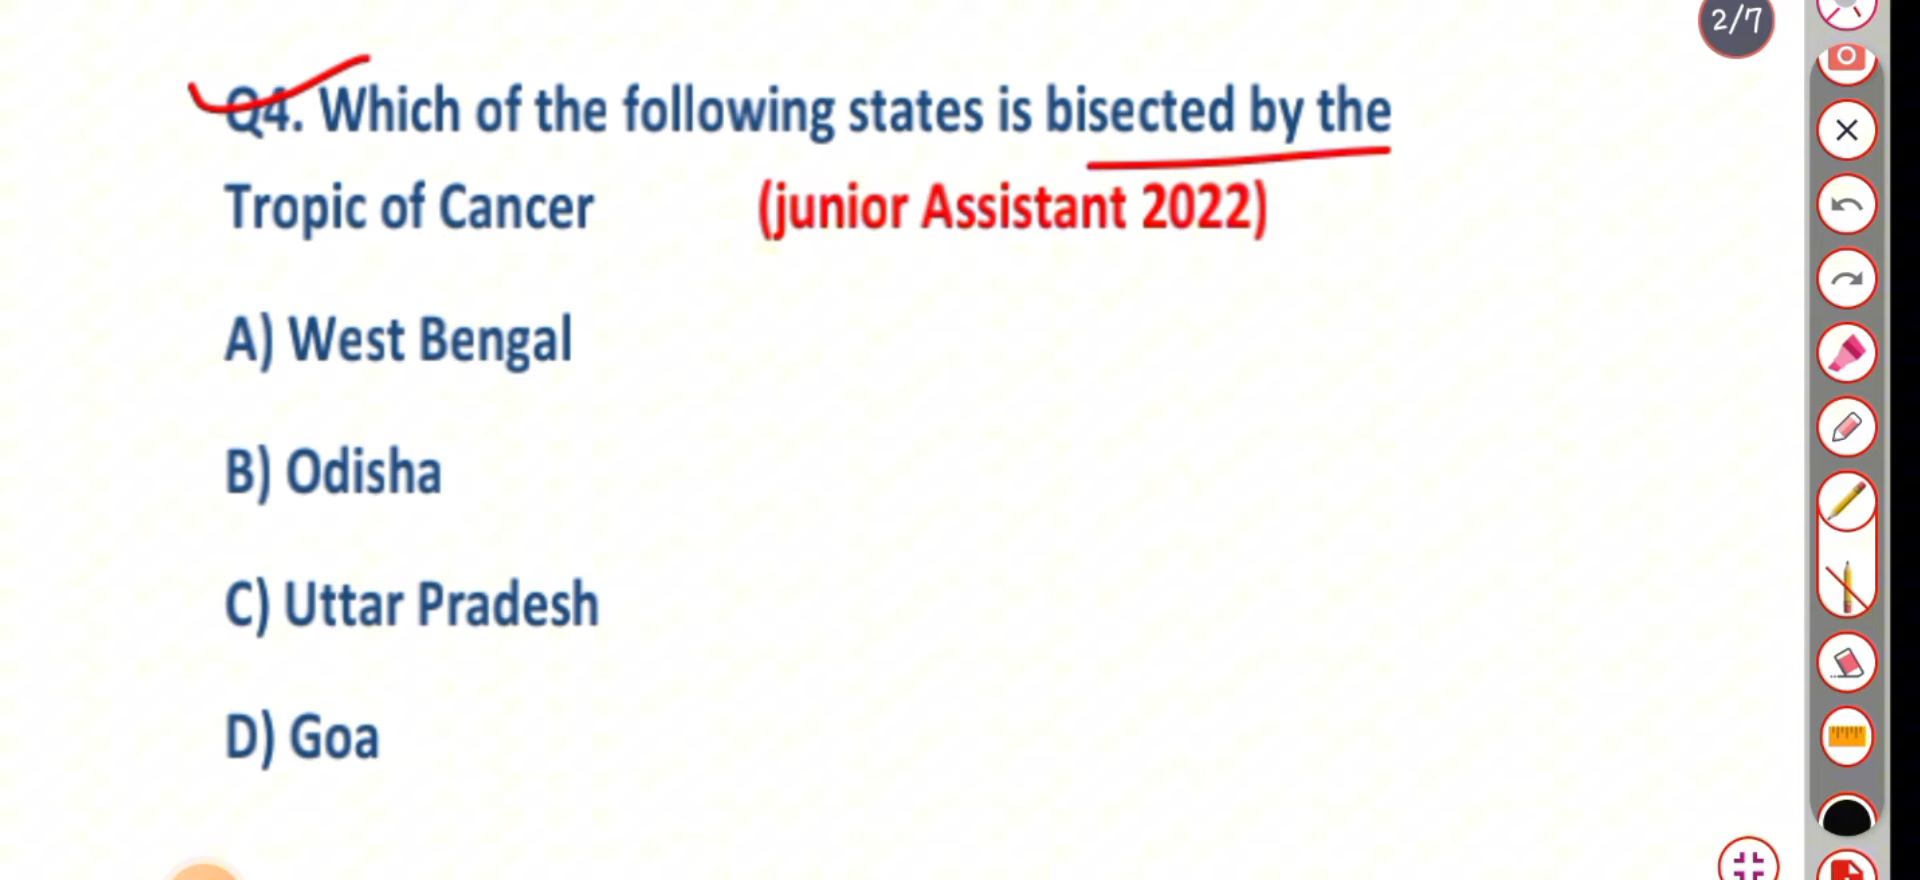 2/7
Q4. Which of the following states is bisected by the
Tropic of Cancer (junior Assistant 2022)
A) West Bengal
B) Odisha
C) Uttar Pradesh
D) Goa